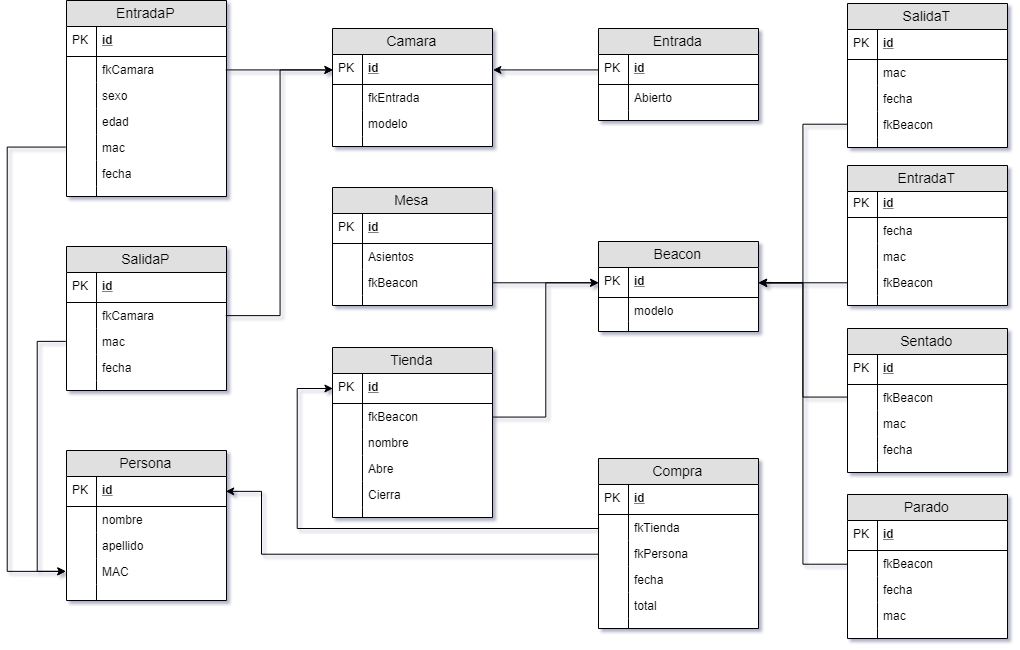 EntradaP
PK id
fkCamara
sexo
edad
mac
fecha
Camara
PK id
fkEntrada
modelo
Entrada
PK id
Abierto
SalidaT
PK id
mac
fecha
fkBeacon
Mesa
PK id
Asientos
fkBeacon
EntradaT
PK id
fecha
mac
fkBeacon
SalidaP
PK id
fkCamara
mac
fecha
Beacon
PK id
modelo
Tienda
PK id
fkBeacon
nombre
Abre
Cierra
Sentado
PK id
fkBeacon
mac
fecha
Persona
PK id
nombre
apellido
MAC
Compra
PK id
fkTienda
fkPersona
fecha
total
Parado
PK id
fkBeacon
fecha
mac